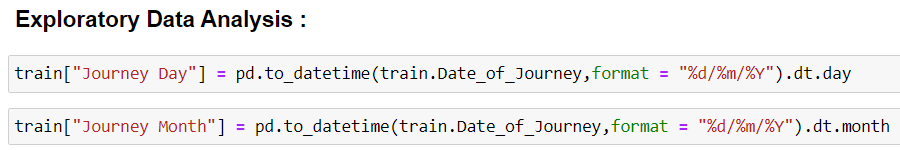 Exploratory Data Analysis :
train["Journey Day"] = pd.to_datetime(train.Date_of_Journey,format = "%d/%m/%Y").dt.day
train["Journey Month"] = pd.to_datetime(train.Date_of_Journey,format = "%d/%m/%Y").dt.month